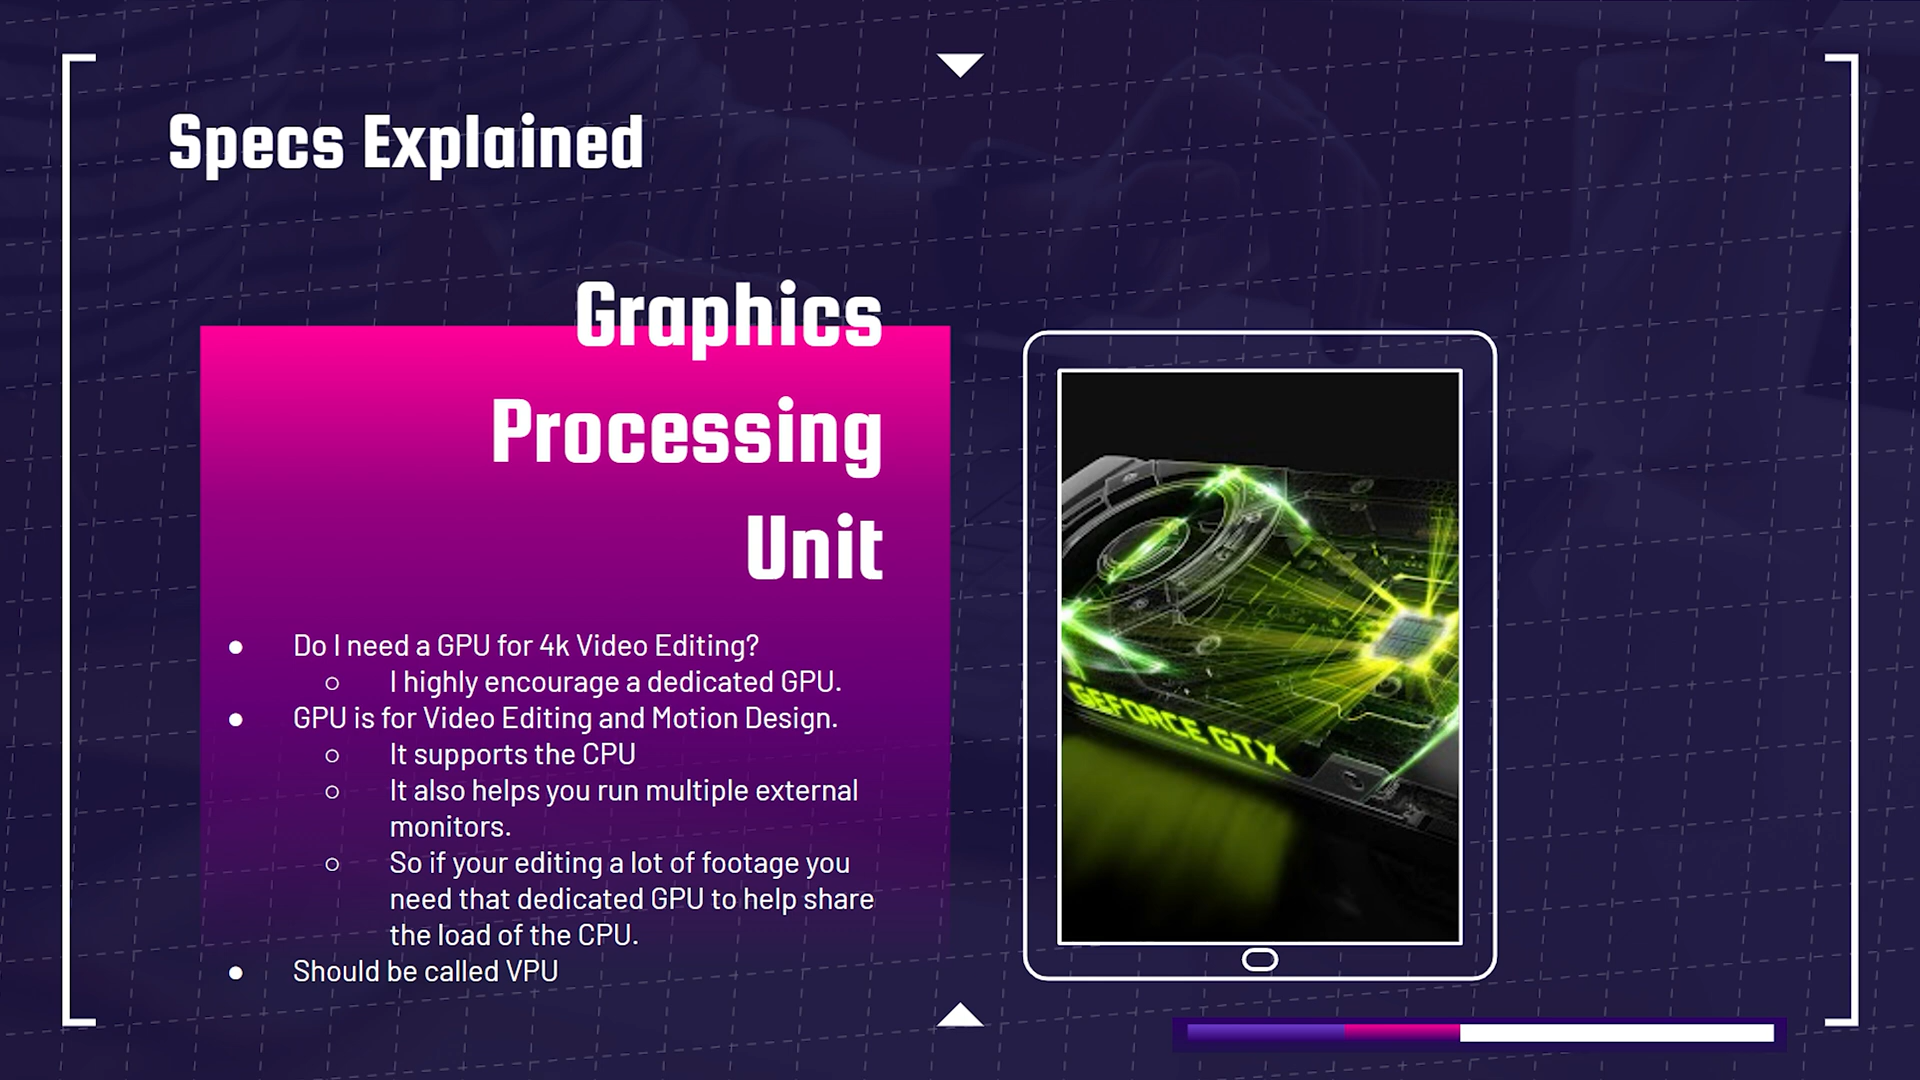 Specs Explained
Graphics
Processing
Unit
● Do I need a GPU for 4k Video Editing?
○ I highly encourage a dedicated GPU.
● GPU is for Video Editing and Motion Design.
○ It supports the CPU
○ It also helps you run multiple external
monitors.
○ So if your editing a lot of footage you
need that dedicated GPU to help share
the load of the CPU.
● Should be called VPU
GEFORCE GTX